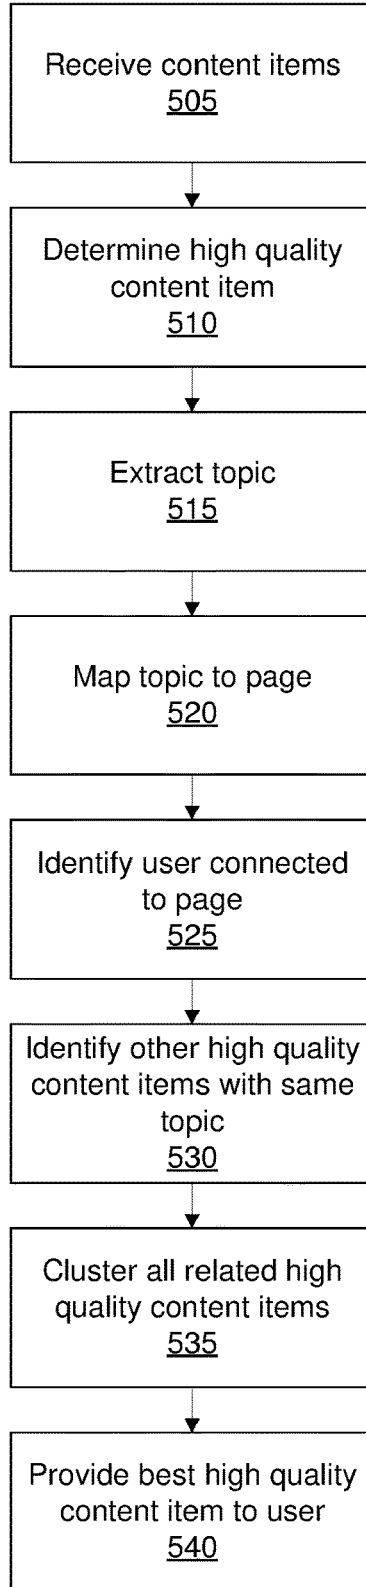 Receive content items
505
Determine high quality
content item
510
Extract topic
515
Map topic to page
520
Identify user connected
to page
525
Identify other high quality
content items with same
topic
530
Cluster all related high
quality content items
535
Provide best high quality
content item to user
540